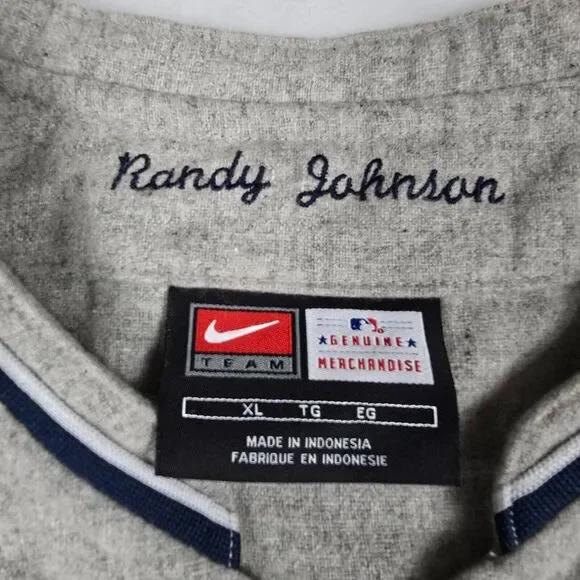 Randy Johnson
TEAM
GENUINE
MERCHANDISE
XL TG EG
MADE IN INDONESIA
FABRIQUE EN INDONESIE